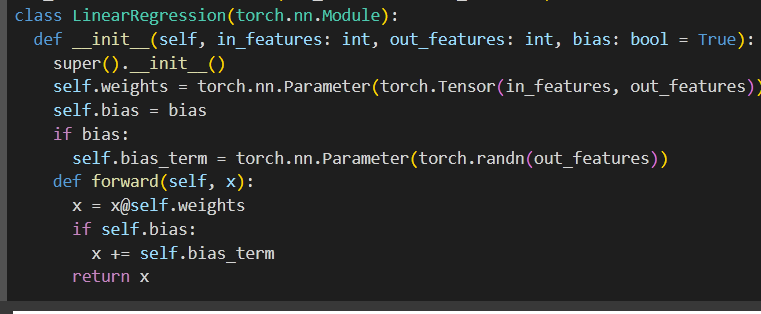 class LinearRegression(torch.nn.Module):
  def __init__(self, in_features: int, out_features: int, bias: bool = True):
    super().__init__()
    self.weights = torch.nn.Parameter(torch.Tensor(in_features, out_features))
    self.bias = bias
    if bias:
      self.bias_term = torch.nn.Parameter(torch.randn(out_features))
    def forward(self, x):
      x = x@self.weights
      if self.bias:
        x += self.bias_term
      return x